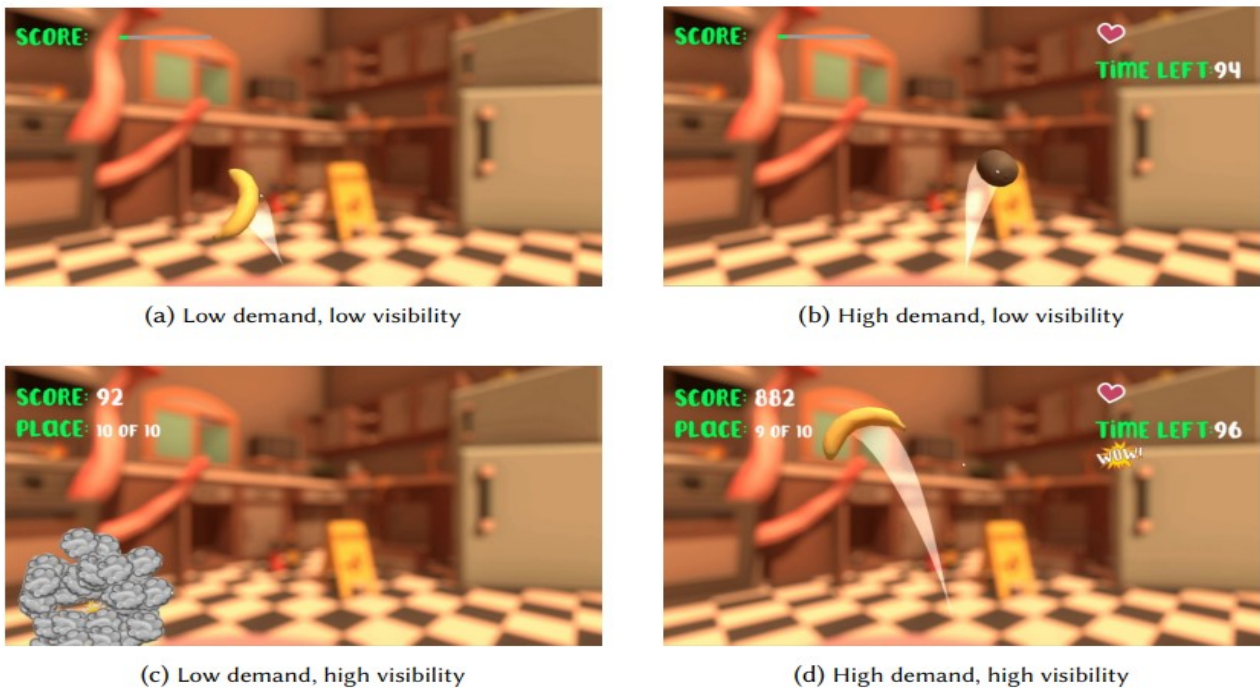 SCORE:
SCORE:
TIME LEFT:94
(a) Low demand, low visibility
(b) High demand, low visibility
SCORE: 92
PLACE: 10 OF 10
SCORE: 882
PLACE: 9 OF 10
TIME LEFT:96
WOW!
(c) Low demand, high visibility
(d) High demand, high visibility